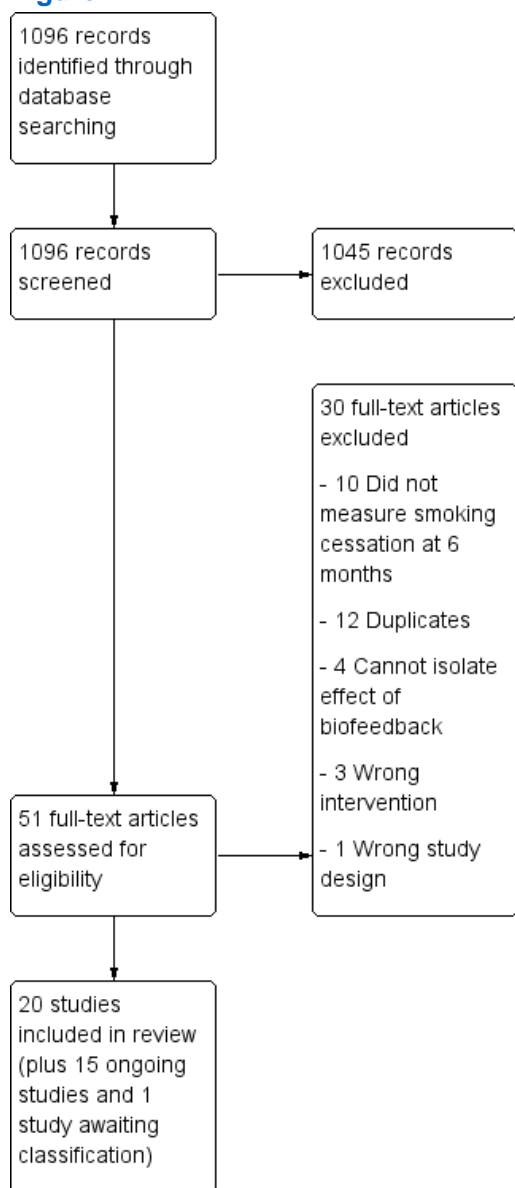 1096 records
identified through
database
searching
1096 records
screened
1045 records
excluded
30 full-text articles
excluded
- 10 Did not
measure smoking
cessation at 6
months
- 12 Duplicates
- 4 Cannot isolate
effect of
biofeedback
- 3 Wrong
intervention
- 1 Wrong study
design
51 full-text articles
assessed for
eligibility
20 studies
included in review
(plus 15 ongoing
studies and 1
study awaiting
classification)